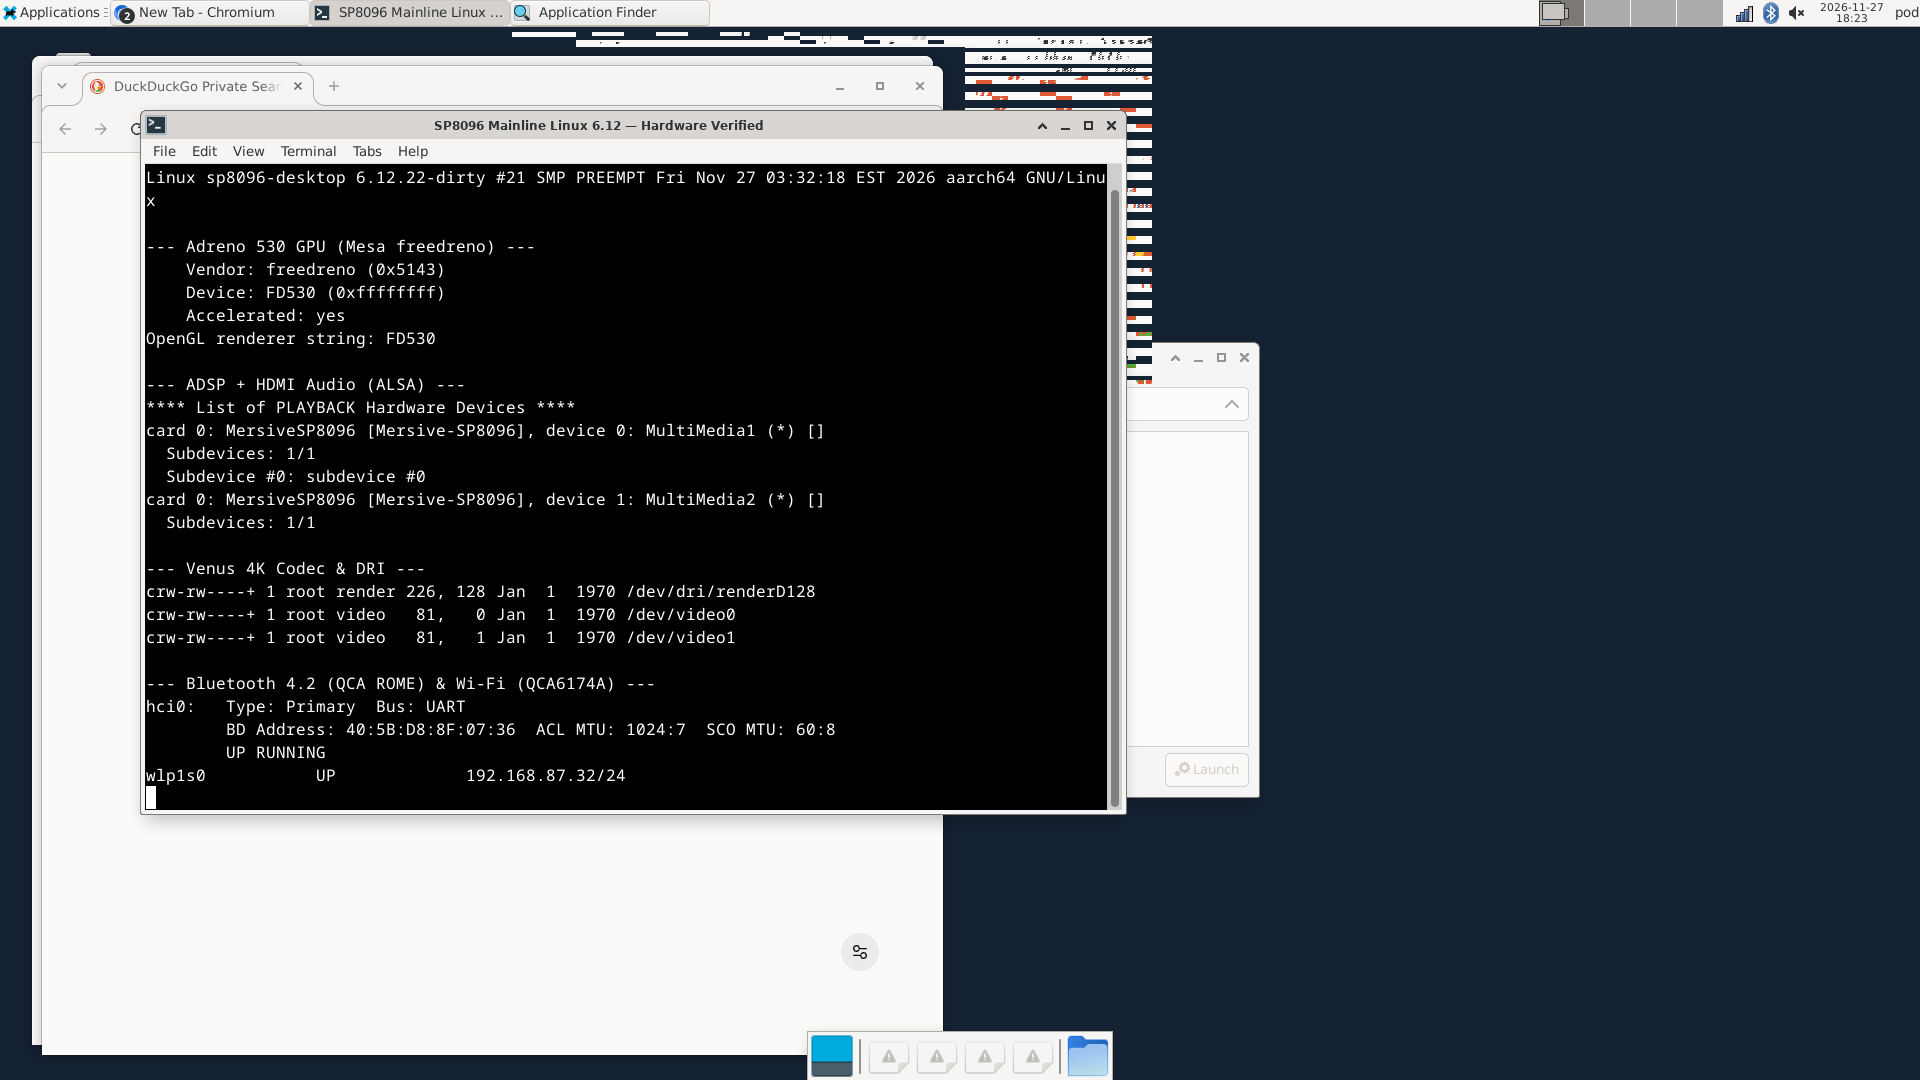 Applications
New Tab - Chromium
SP8096 Mainline Linux ...
Application Finder
2026-11-27
18:23
pod
2
DuckDuckGo Private Sear
SP8096 Mainline Linux 6.12 — Hardware Verified
File Edit View Terminal Tabs Help
Linux sp8096-desktop 6.12.22-dirty #21 SMP PREEMPT Fri Nov 27 03:32:18 EST 2026 aarch64 GNU/Linu
x
--- Adreno 530 GPU (Mesa freedreno) ---
Vendor: freedreno (0x5143)
Device: FD530 (0xffffffff)
Accelerated: yes
OpenGL renderer string: FD530
--- ADSP + HDMI Audio (ALSA) ---
**** List of PLAYBACK Hardware Devices ****
card 0: MersiveSP8096 [Mersive-SP8096], device 0: MultiMedia1 (*) []
Subdevices: 1/1
Subdevice #0: subdevice #0
card 0: MersiveSP8096 [Mersive-SP8096], device 1: MultiMedia2 (*) []
Subdevices: 1/1
--- Venus 4K Codec & DRI ---
crw-rw----+ 1 root render 226, 128 Jan  1  1970 /dev/dri/renderD128
crw-rw----+ 1 root video   81,   0 Jan  1  1970 /dev/video0
crw-rw----+ 1 root video   81,   1 Jan  1  1970 /dev/video1
--- Bluetooth 4.2 (QCA ROME) & Wi-Fi (QCA6174A) ---
hci0:   Type: Primary  Bus: UART
BD Address: 40:5B:D8:8F:07:36  ACL MTU: 1024:7  SCO MTU: 60:8
UP RUNNING
wlp1s0           UP             192.168.87.32/24
Launch